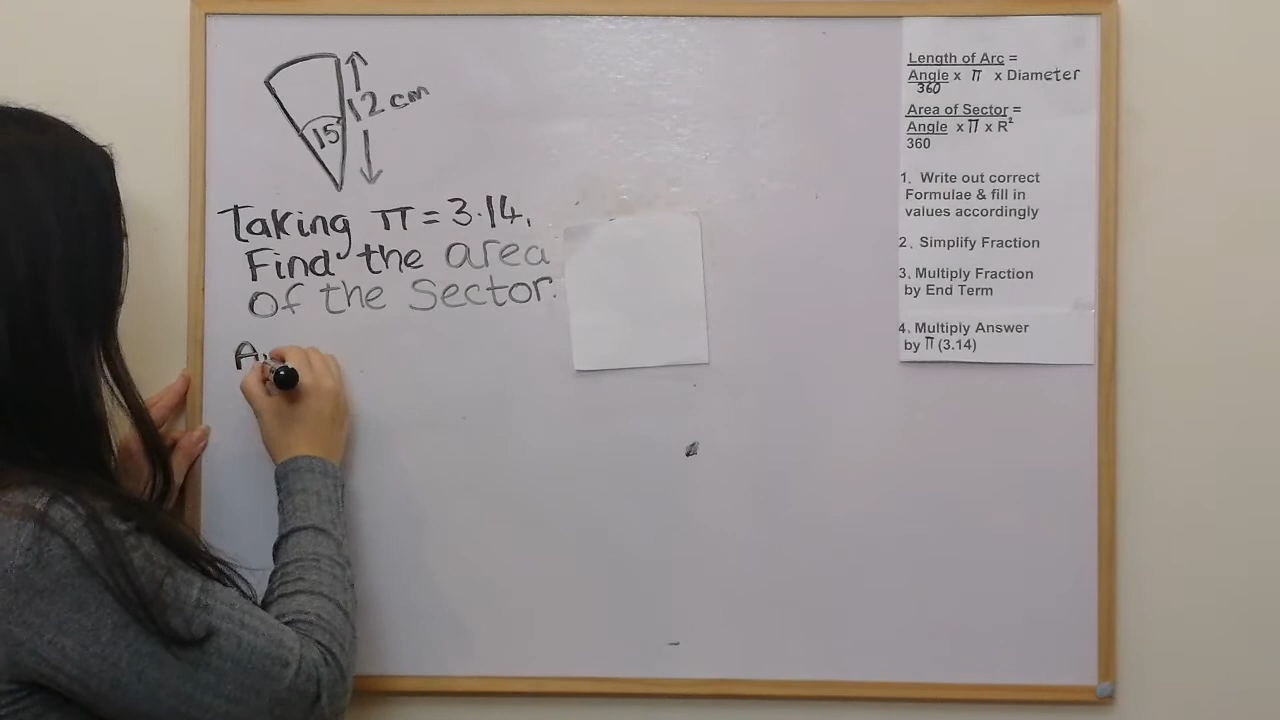 12 cm
15°
Taking π = 3.14,
Find the area
of the Sector.
Length of Arc =
Angle x π x Diameter
360
Area of Sector =
Angle x π x R²
360
1. Write out correct
Formulae & fill in
values accordingly
2. Simplify Fraction
3. Multiply Fraction
by End Term
4. Multiply Answer
by π (3.14)